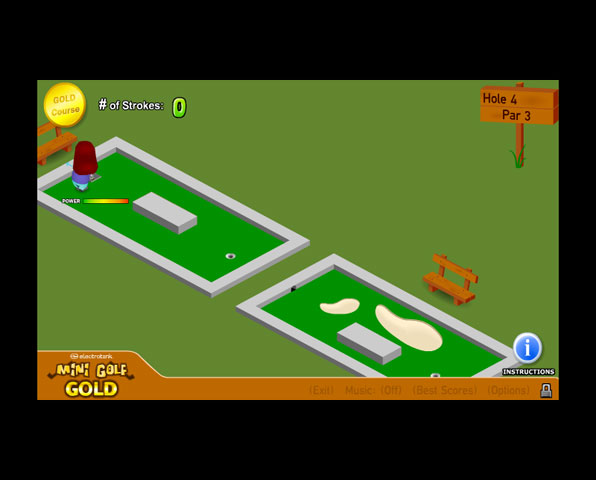 GOLD
Course
# of Strokes: 0
Hole 4
Par 3
POWER
i
INSTRUCTIONS
electrotank
MINI GOLF
GOLD
(Exit) Music: (Off) (Best Scores) (Options)